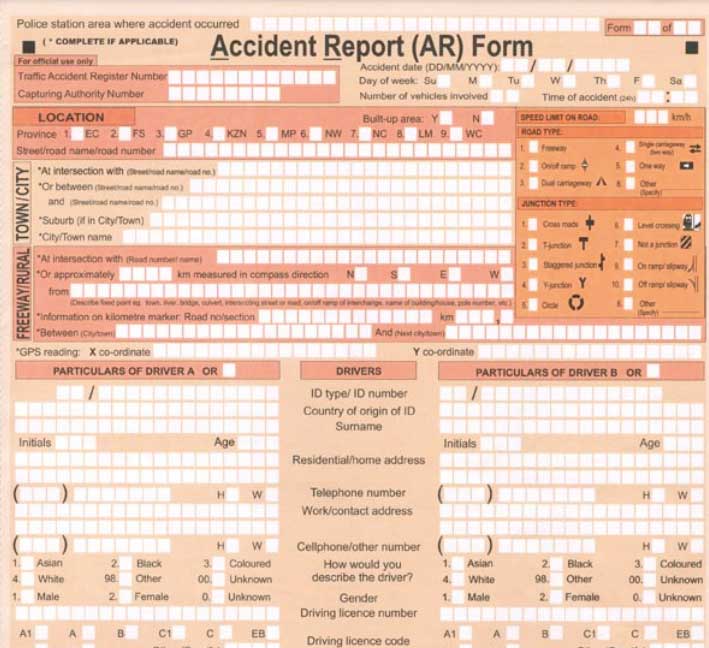 Police station area where accident occurred
Form of
( * COMPLETE IF APPLICABLE)
Accident Report (AR) Form
For official use only
Accident date (DD/MM/YYYY): / /
Traffic Accident Register Number
Day of week: Su M Tu W Th F Sa
Capturing Authority Number
Number of vehicles involved
Time of accident (24h) :
LOCATION
Built-up area: Y N
Province 1. EC 2. FS 3. GP 4. KZN 5. MP 6. NW 7. NC 8. LM 9. WC
Street/road name/road number
SPEED LIMIT ON ROAD: km/h
ROAD TYPE:
1. Freeway
4. Single carriageway (two way)
2. On/off ramp
5. One way
3. Dual carriageway
8. Other (Specify)
TOWN/CITY
*At intersection with (Street/road name/road no.)
*Or between (Street/road name/road no.)
and (Street/road name/road no.)
*Suburb (if in City/Town)
*City/Town name
JUNCTION TYPE:
1. Cross roads
6. Level crossing
2. T-junction
7. Not a junction
3. Staggered junction
9. On ramp/ slipway
4. Y-junction
10. Off ramp/ slipway
5. Circle
8. Other (Specify)
FREEWAY/RURAL
*At intersection with (Road number/ name)
*Or approximately km measured in compass direction N S E W
from
(Describe fixed point eg. town, river, bridge, culvert, intersecting street or road, on/off ramp of interchange, name of building/house, pole number, etc.)
*Information on kilometre marker: Road no/section km ,
*Between (City/town) And (Next city/town)
*GPS reading: X co-ordinate Y co-ordinate
PARTICULARS OF DRIVER A OR
DRIVERS
PARTICULARS OF DRIVER B OR
/ ID type/ ID number /
Country of origin of ID
Surname
Initials Age Initials Age
Residential/home address
( ) H W Telephone number ( ) H W
Work/contact address
( ) H W Cellphone/other number ( ) H W
1. Asian 2. Black 3. Coloured How would you 1. Asian 2. Black 3. Coloured
4. White 98. Other 00. Unknown describe the driver? 4. White 98. Other 00. Unknown
1. Male 2. Female 0. Unknown Gender 1. Male 2. Female 0. Unknown
Driving licence number
A1 A B C1 C EB Driving licence code A1 A B C1 C EB